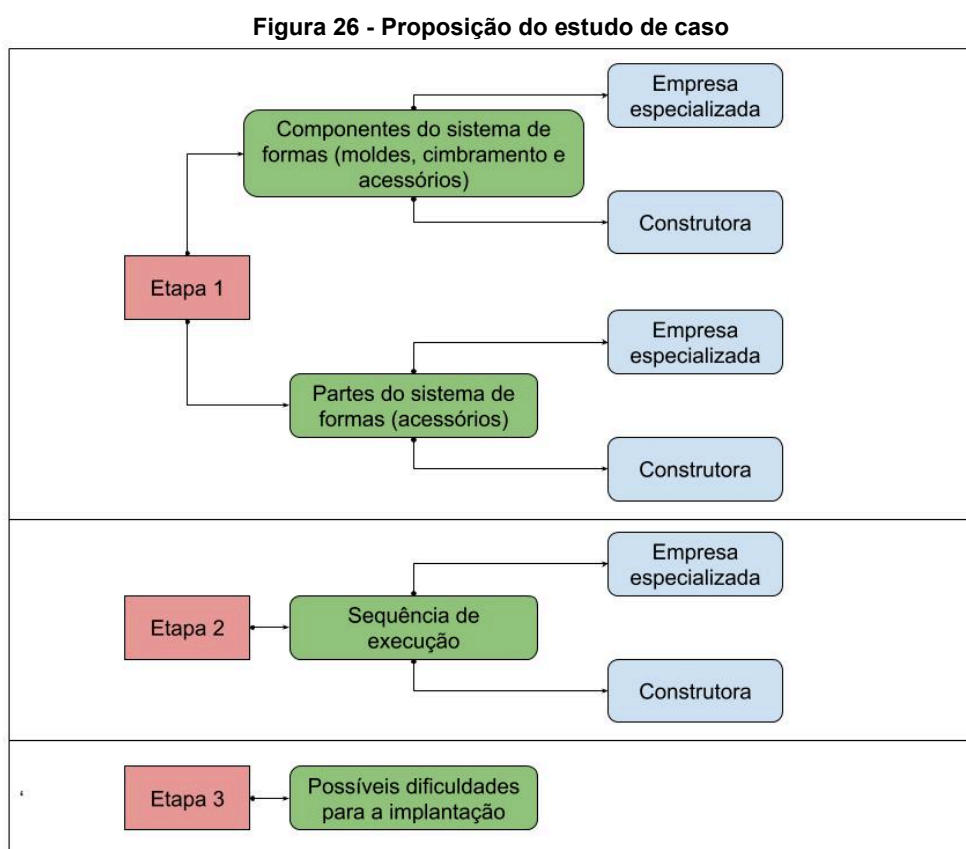 Figura 26 - Proposição do estudo de caso
Empresa
especializada
Componentes do sistema de
formas (moldes, cimbramento e
acessórios)
Construtora
Etapa 1
Empresa
especializada
Partes do sistema de
formas (acessórios)
Construtora
Empresa
especializada
Etapa 2
Sequência de
execução
Construtora
Etapa 3
Possíveis dificuldades
para a implantação
‘